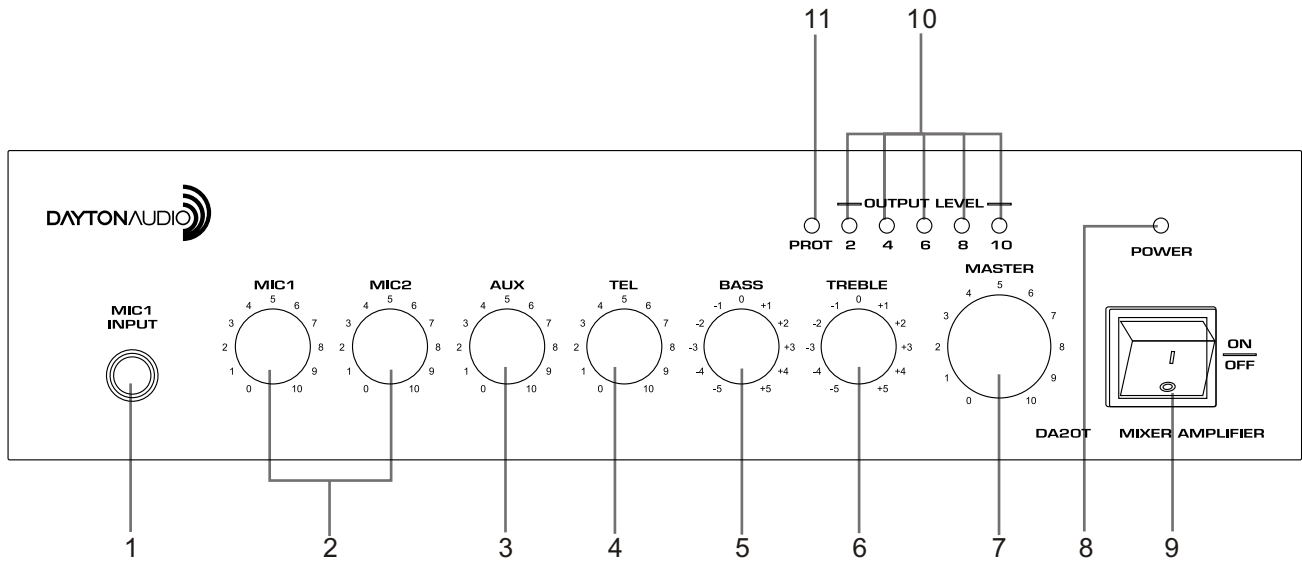 11 10
DAYTONAUDIO
OUTPUT LEVEL
PROT 2 4 6 8 10
POWER
MIC1 INPUT
MIC1
0 1 2 3 4 5 6 7 8 9 10
MIC2
0 1 2 3 4 5 6 7 8 9 10
AUX
0 1 2 3 4 5 6 7 8 9 10
TEL
0 1 2 3 4 5 6 7 8 9 10
BASS
-5 -4 -3 -2 -1 0 +1 +2 +3 +4 +5
TREBLE
-5 -4 -3 -2 -1 0 +1 +2 +3 +4 +5
MASTER
0 1 2 3 4 5 6 7 8 9 10
ON
OFF
DA20T MIXER AMPLIFIER
1 2 3 4 5 6 7 8 9